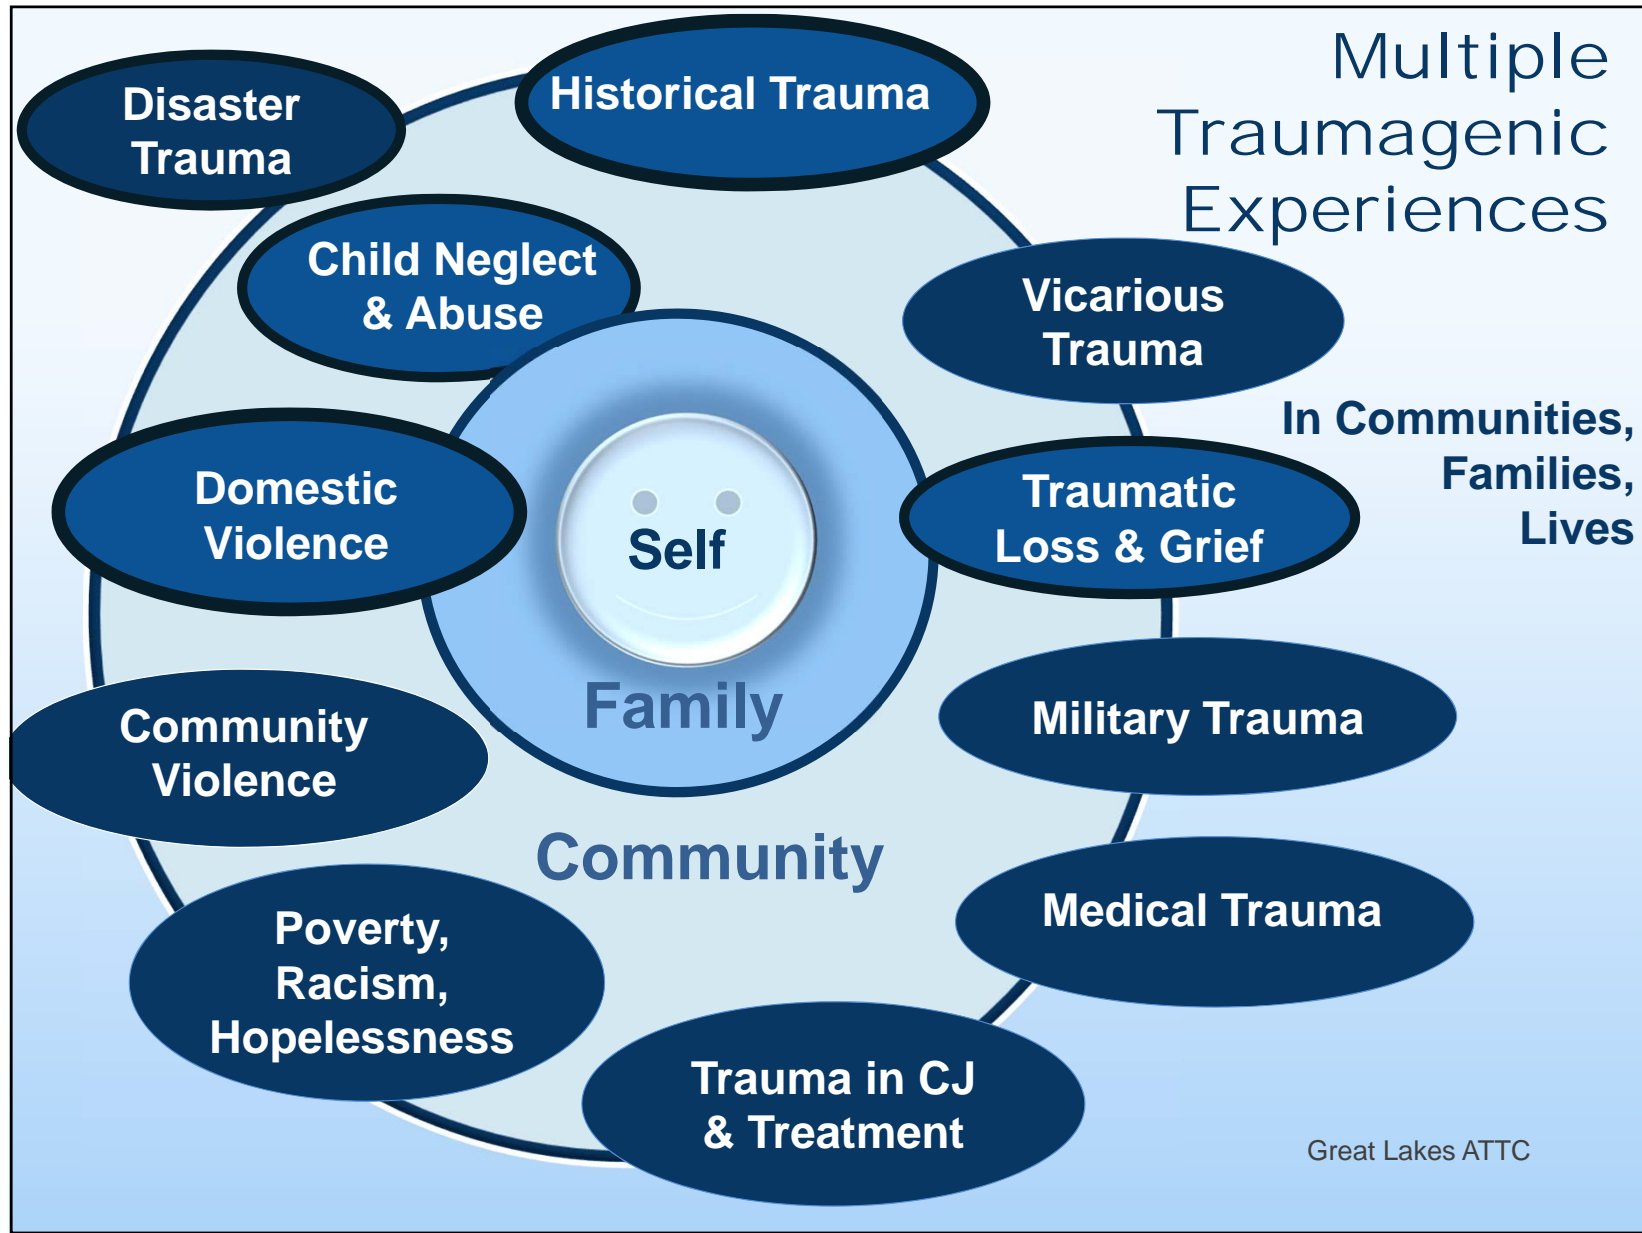 Multiple
Traumagenic
Experiences
Disaster
Trauma
Historical Trauma
Child Neglect
& Abuse
Vicarious
Trauma
In Communities,
Families,
Lives
Domestic
Violence
Self
Traumatic
Loss & Grief
Family
Community
Violence
Military Trauma
Community
Poverty,
Racism,
Hopelessness
Medical Trauma
Trauma in CJ
& Treatment
Great Lakes ATTC